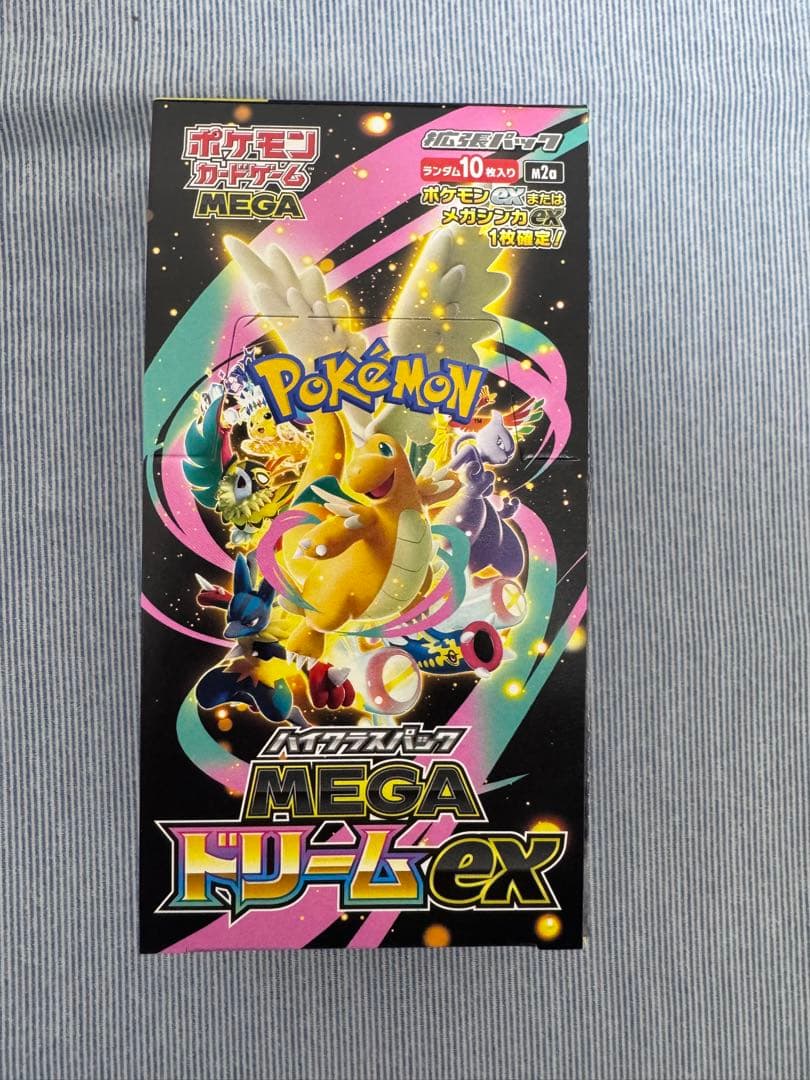 ポケモン
カードゲーム™
MEGA
拡張パック
ランダム10枚入り M2a
ポケモンexまたは
メガシンカex
1枚確定!
POKéMON™
ハイクラスパック
MEGA
ドリームex